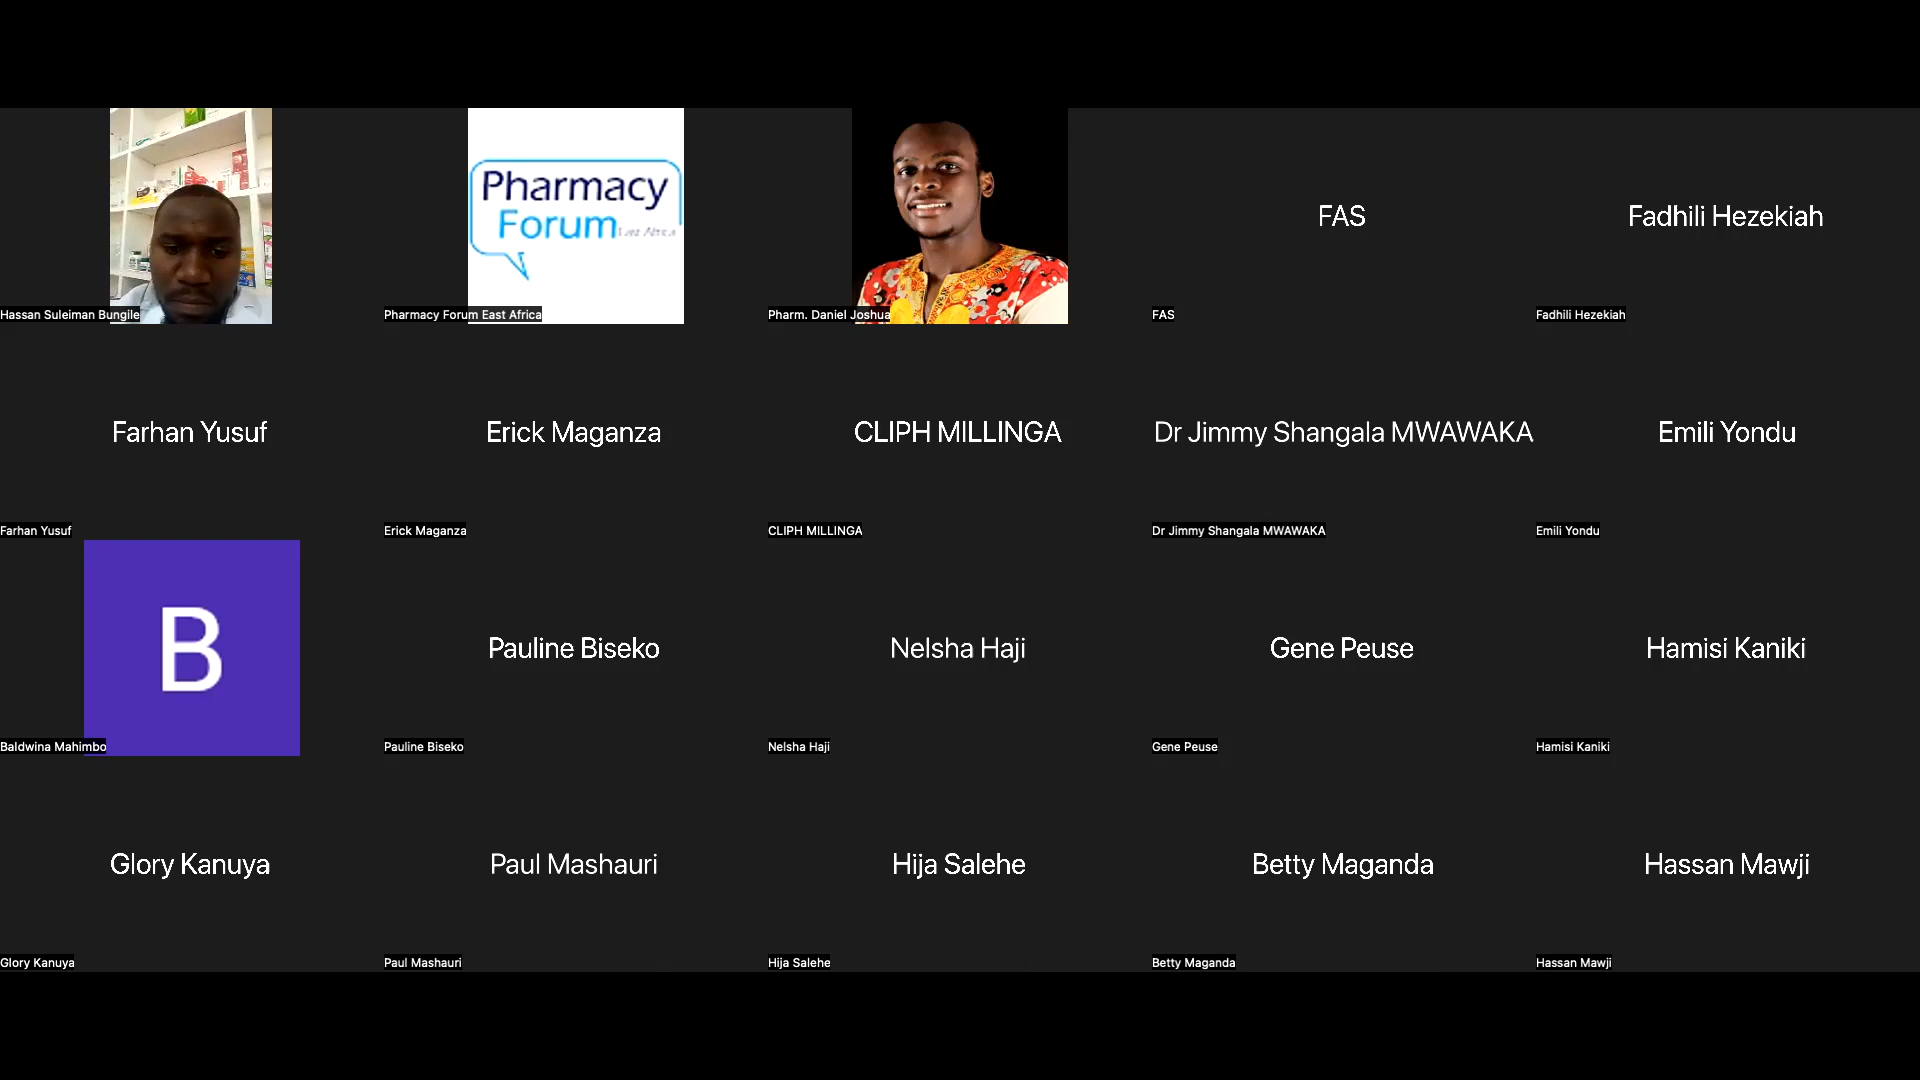 Pharmacy
Forum East Africa
Hassan Suleiman Bungile
Pharmacy Forum East Africa
Pharm. Daniel Joshua
FAS
FAS
Fadhili Hezekiah
Fadhili Hezekiah
Farhan Yusuf
Farhan Yusuf
Erick Maganza
Erick Maganza
CLIPH MILLINGA
CLIPH MILLINGA
Dr Jimmy Shangala MWAWAKA
Dr Jimmy Shangala MWAWAKA
Emili Yondu
Emili Yondu
B
Baldwina Mahimbo
Pauline Biseko
Pauline Biseko
Nelsha Haji
Nelsha Haji
Gene Peuse
Gene Peuse
Hamisi Kaniki
Hamisi Kaniki
Glory Kanuya
Glory Kanuya
Paul Mashauri
Paul Mashauri
Hija Salehe
Hija Salehe
Betty Maganda
Betty Maganda
Hassan Mawji
Hassan Mawji